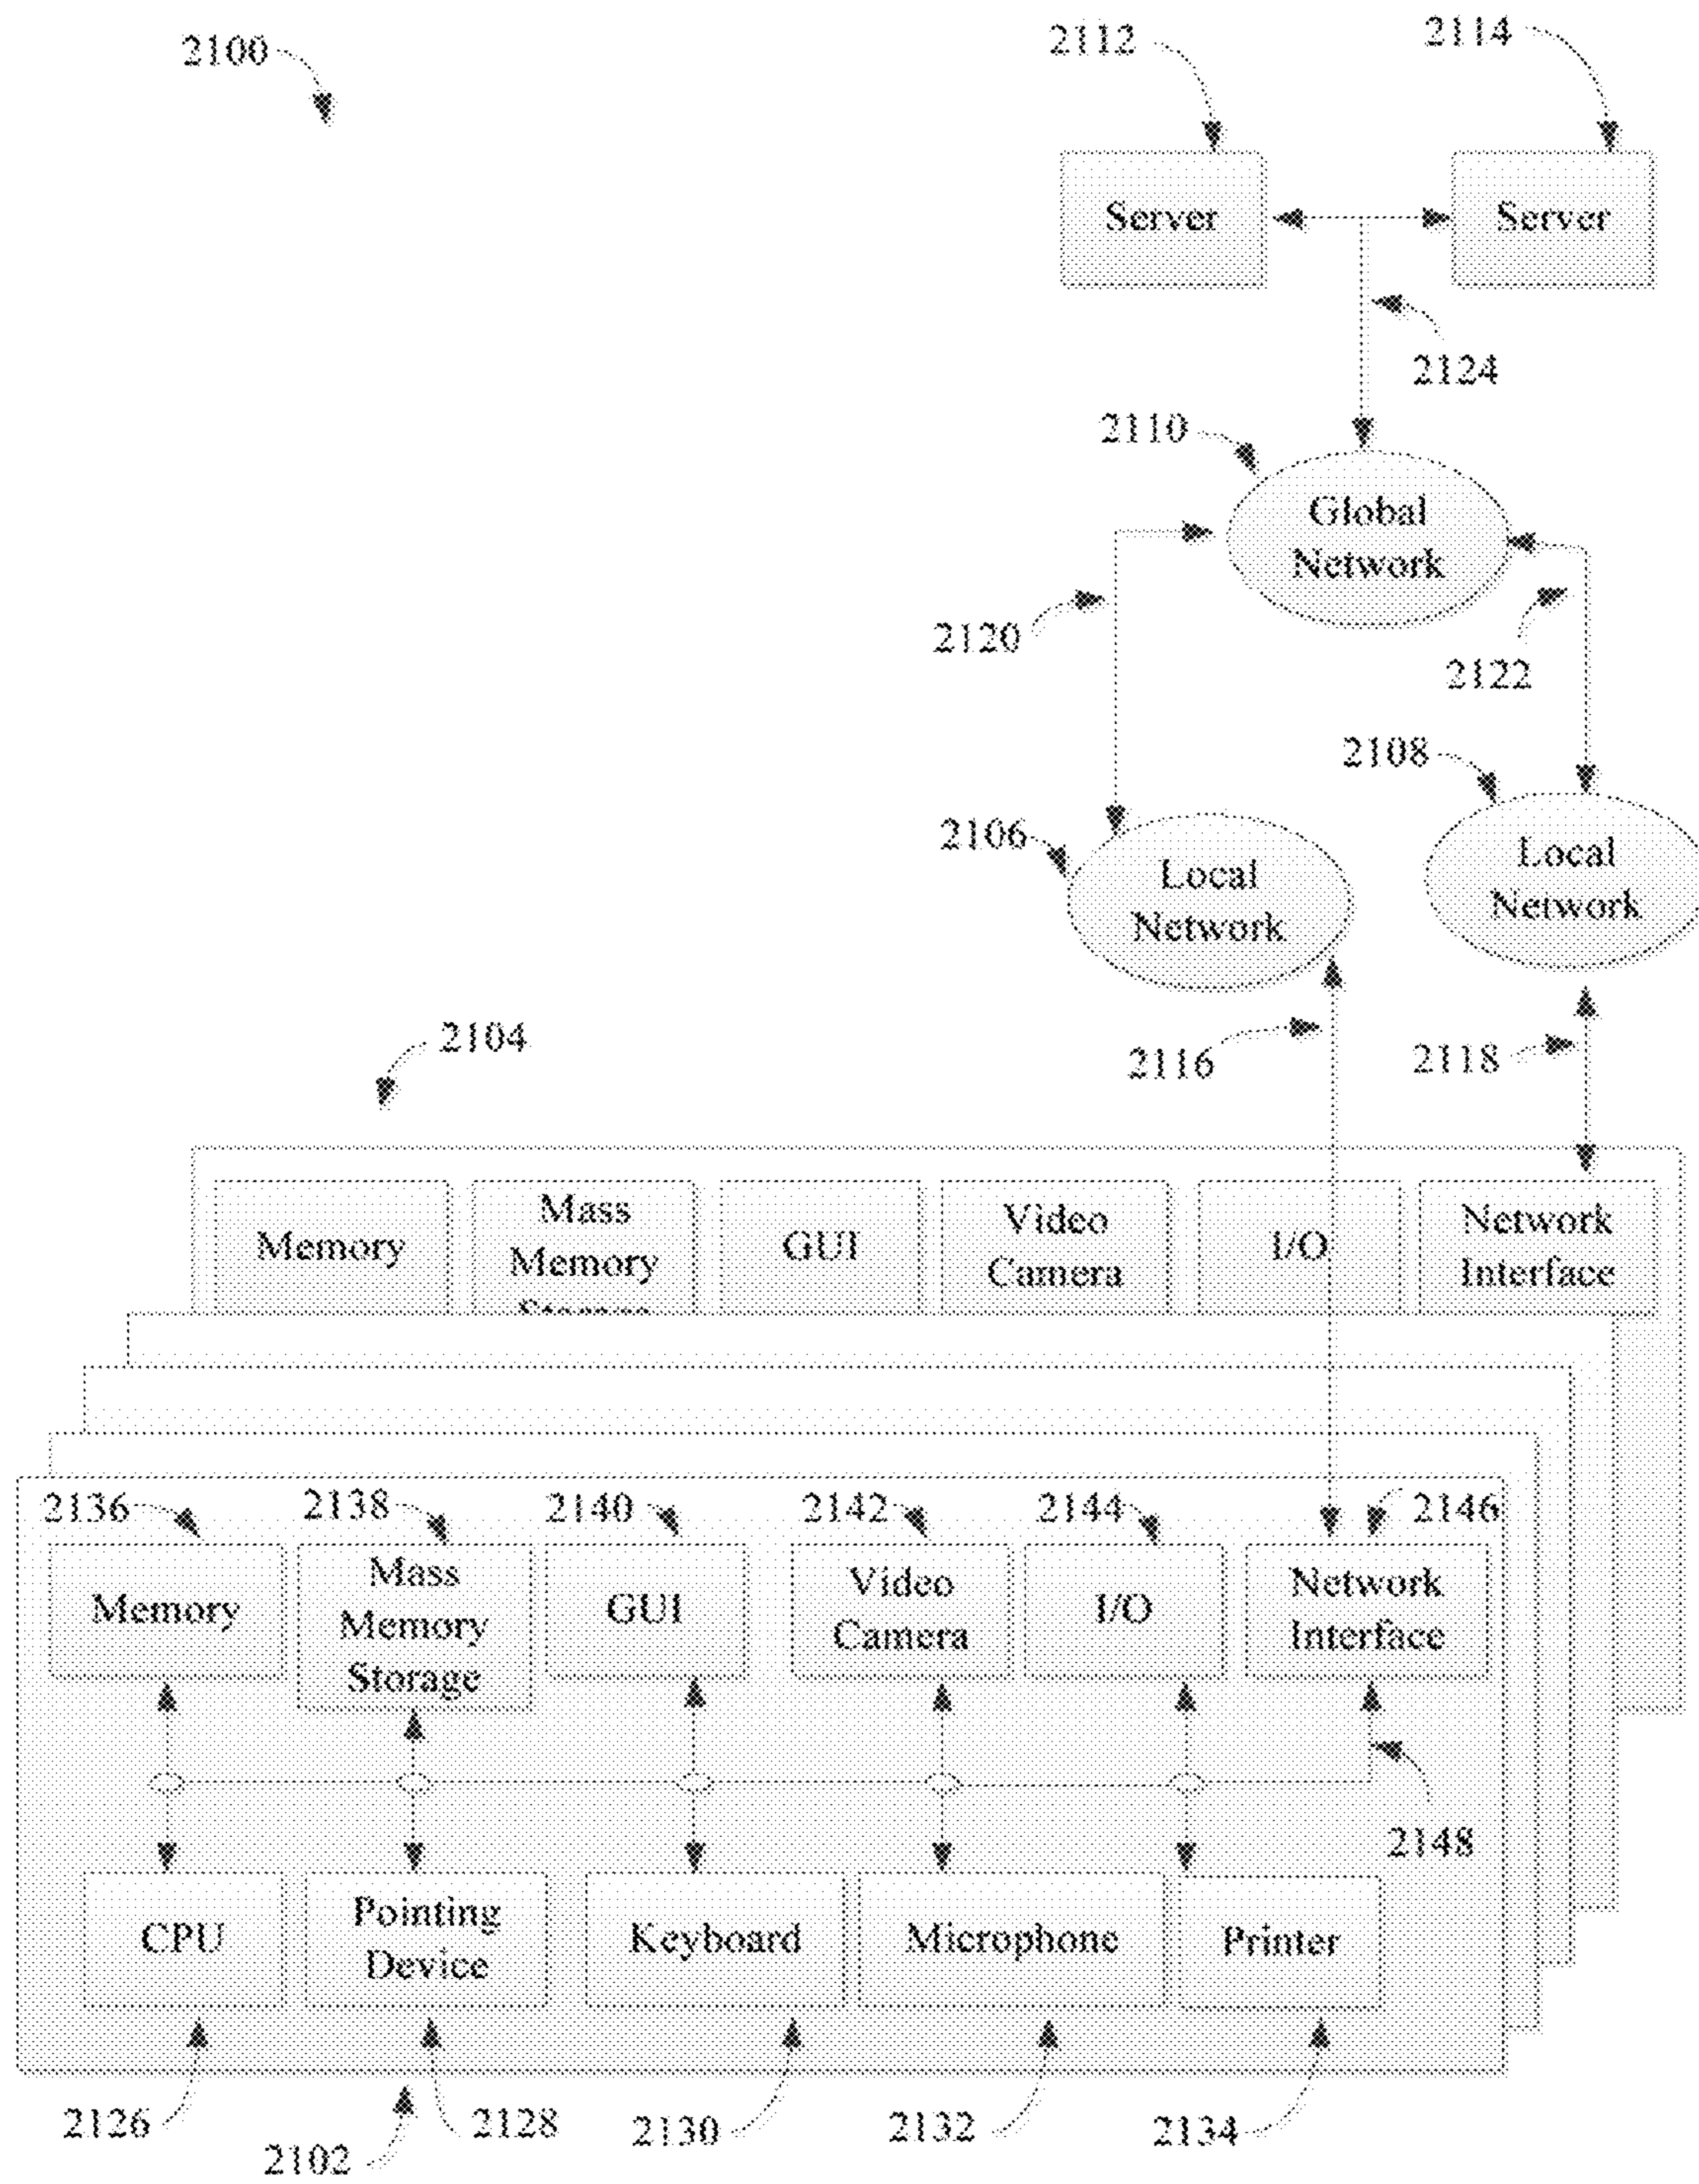 2100
2112
2114
Server
Server
2124
2110
Global
Network
2120
2122
2108
2106
Local
Network
Local
Network
2104
2116
2118
Memory
Mass
Memory
Storage
GUI
Video
Camera
I/O
Network
Interface
2136
2138
2140
2142
2144
2146
Memory
Mass
Memory
Storage
GUI
Video
Camera
I/O
Network
Interface
2148
CPU
Pointing
Device
Keyboard
Microphone
Printer
2126
2102
2128
2130
2132
2134